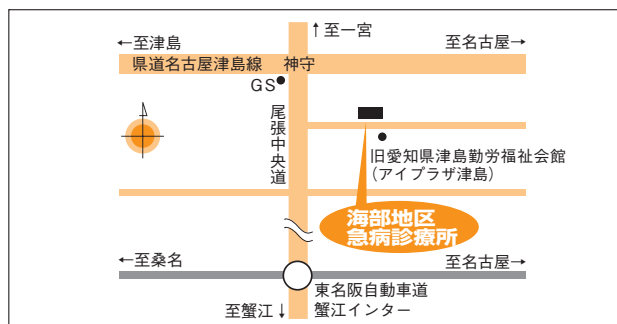 ↑至一宮
←至津島
至名古屋→
県道名古屋津島線 神守
GS
尾張中央道
旧愛知県津島勤労福祉会館
(アイプラザ津島)
海部地区
急病診療所
←至桑名
至名古屋→
東名阪自動車道
蟹江インター
至蟹江↓